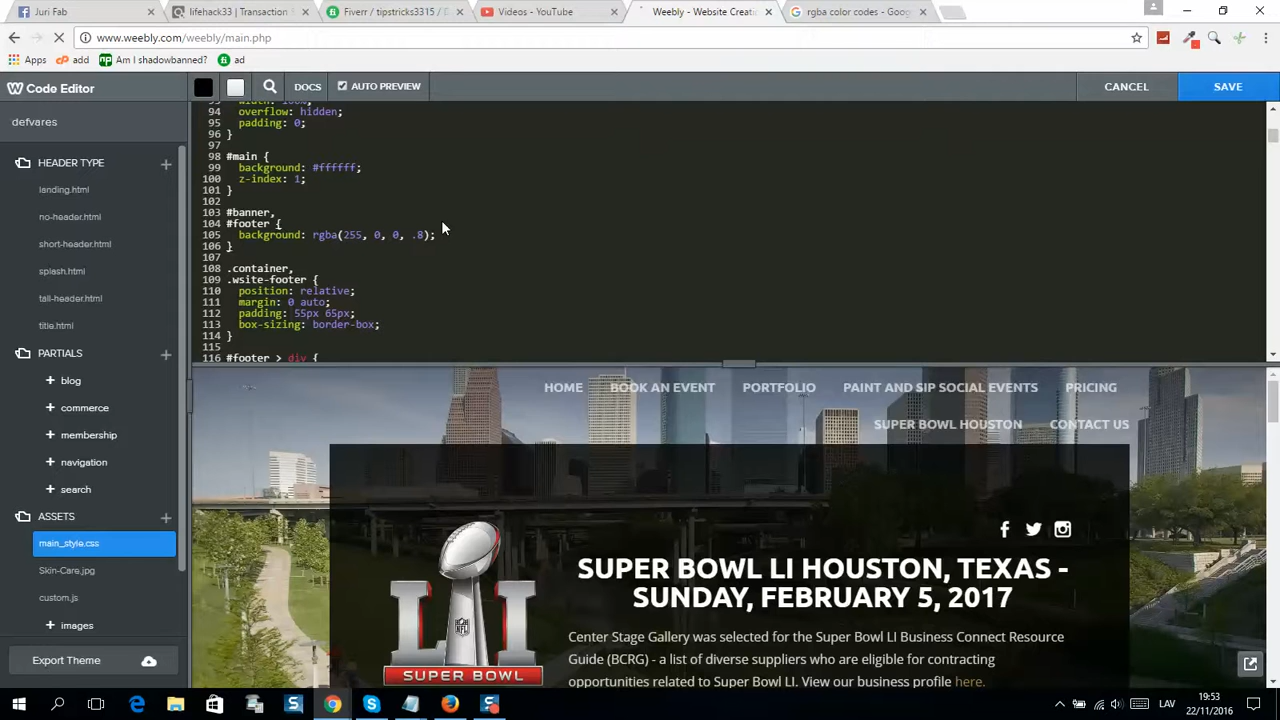 Juri Fab
lifehack33 | Transaction
Fiverr / tipstricks3315 /
Videos - YouTube
Weebly - Website Creati
rgba color codes - Goog
www.weebly.com/weebly/main.php
Apps
add
Am I shadowbanned?
ad
Code Editor
DOCS
AUTO PREVIEW
CANCEL
SAVE
defvares
HEADER TYPE
landing.html
no-header.html
short-header.html
splash.html
tall-header.html
title.html
PARTIALS
+ blog
+ commerce
+ membership
+ navigation
+ search
ASSETS
main_style.css
Skin-Care.jpg
custom.js
+ images
Export Theme
93 width: 100%;
94 overflow: hidden;
95 padding: 0;
96 }
97
98 #main {
99 background: #ffffff;
100 z-index: 1;
101 }
102
103 #banner,
104 #footer {
105 background: rgba(255, 0, 0, .8);
106 }
107
108 .container,
109 .wsite-footer {
110 position: relative;
111 margin: 0 auto;
112 padding: 55px 65px;
113 box-sizing: border-box;
114 }
115
116 #footer > div {
HOME BOOK AN EVENT PORTFOLIO PAINT AND SIP SOCIAL EVENTS PRICING
SUPER BOWL HOUSTON CONTACT US
LI
NFL
SUPER BOWL
SUPER BOWL LI HOUSTON, TEXAS -
SUNDAY, FEBRUARY 5, 2017
Center Stage Gallery was selected for the Super Bowl LI Business Connect Resource
Guide (BCRG) - a list of diverse suppliers who are eligible for contracting
opportunities related to Super Bowl LI. View our business profile here.
LAV
19:53
22/11/2016